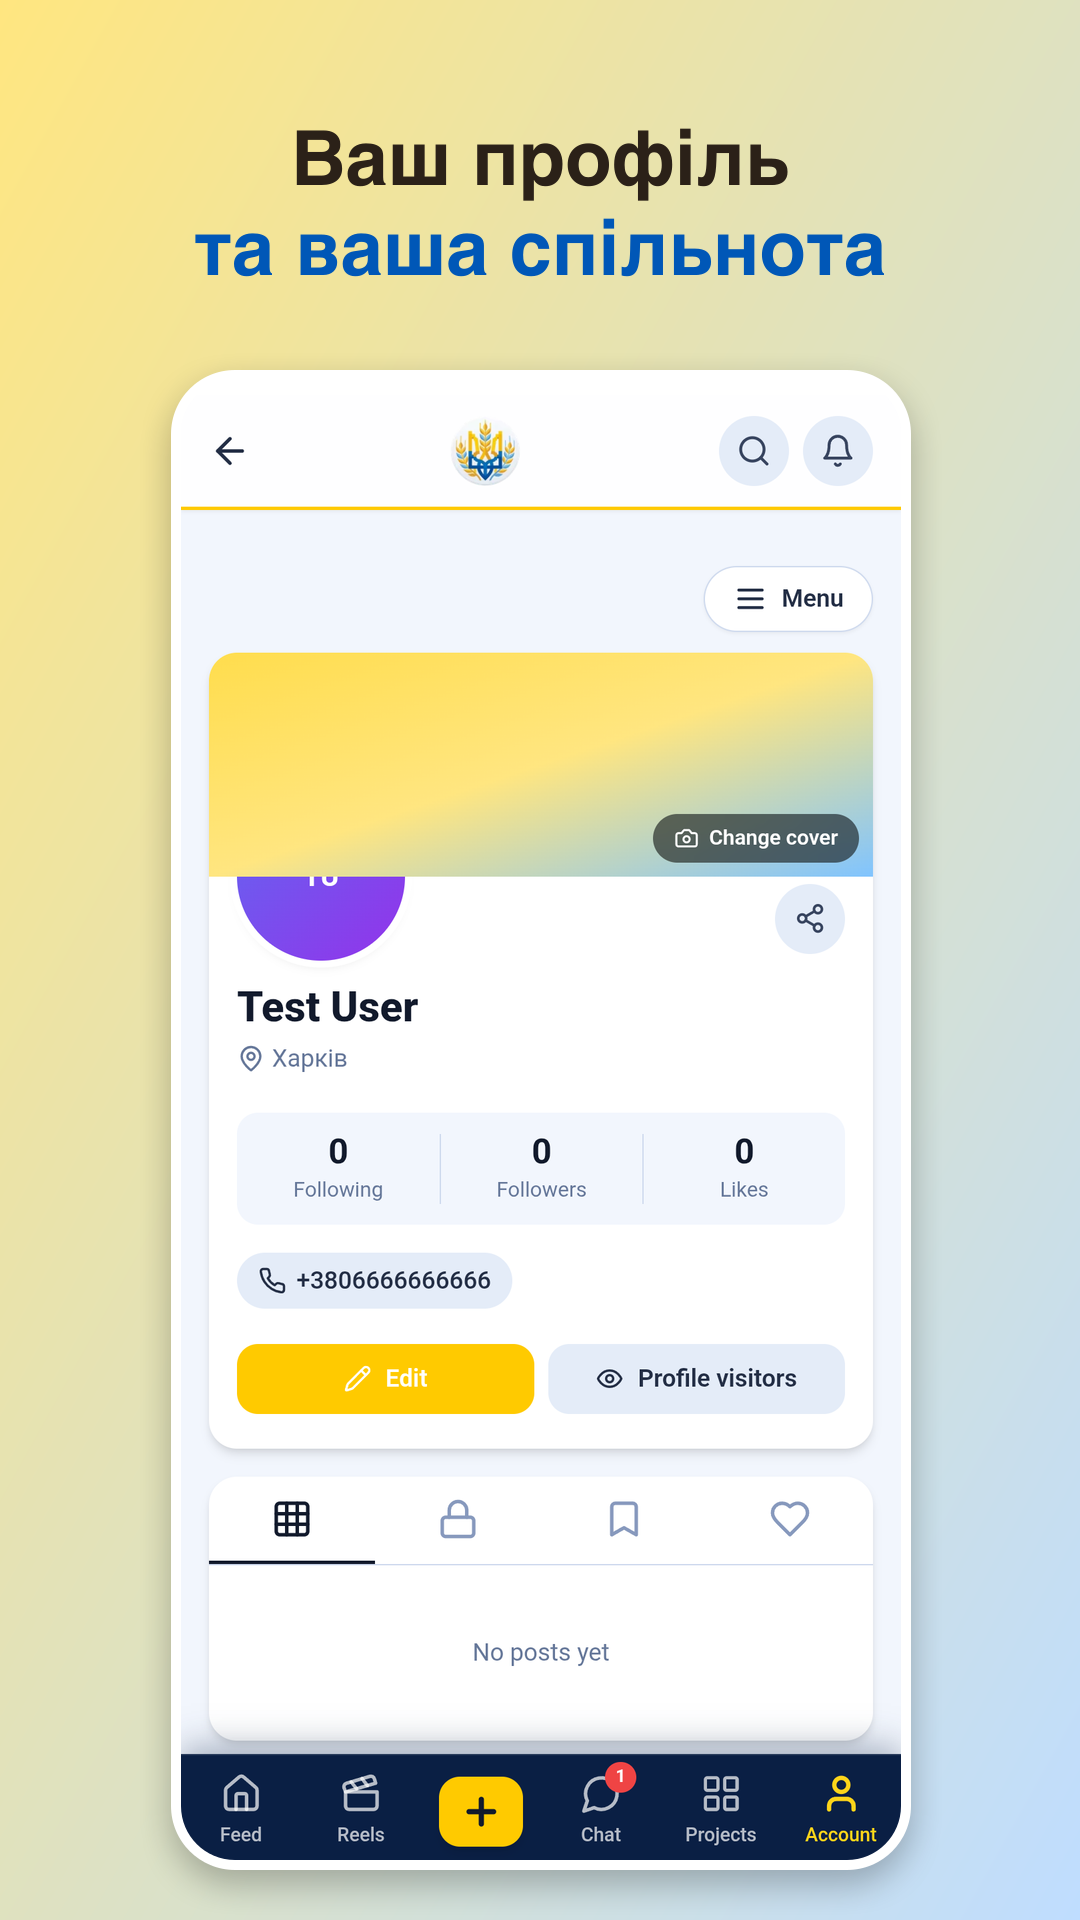 Ваш профіль
та ваша спільнота
Menu
Change cover
Test User
Харків
0 0 0
Following Followers Likes
+3806666666666
Edit Profile visitors
No posts yet
1
Feed Reels Chat Projects Account